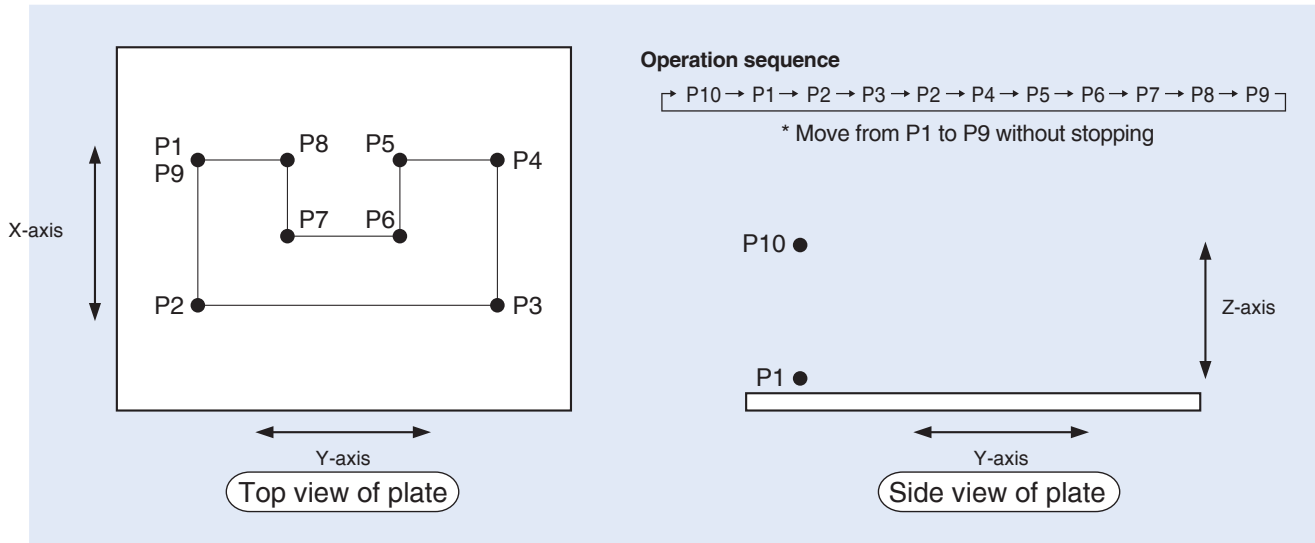 Operation sequence
P10 → P1 → P2 → P3 → P2 → P4 → P5 → P6 → P7 → P8 → P9
* Move from P1 to P9 without stopping
P1 P8 P5 P4
P9
P7 P6
X-axis
P2 P3
Y-axis
Top view of plate
P10
Z-axis
P1
Y-axis
Side view of plate